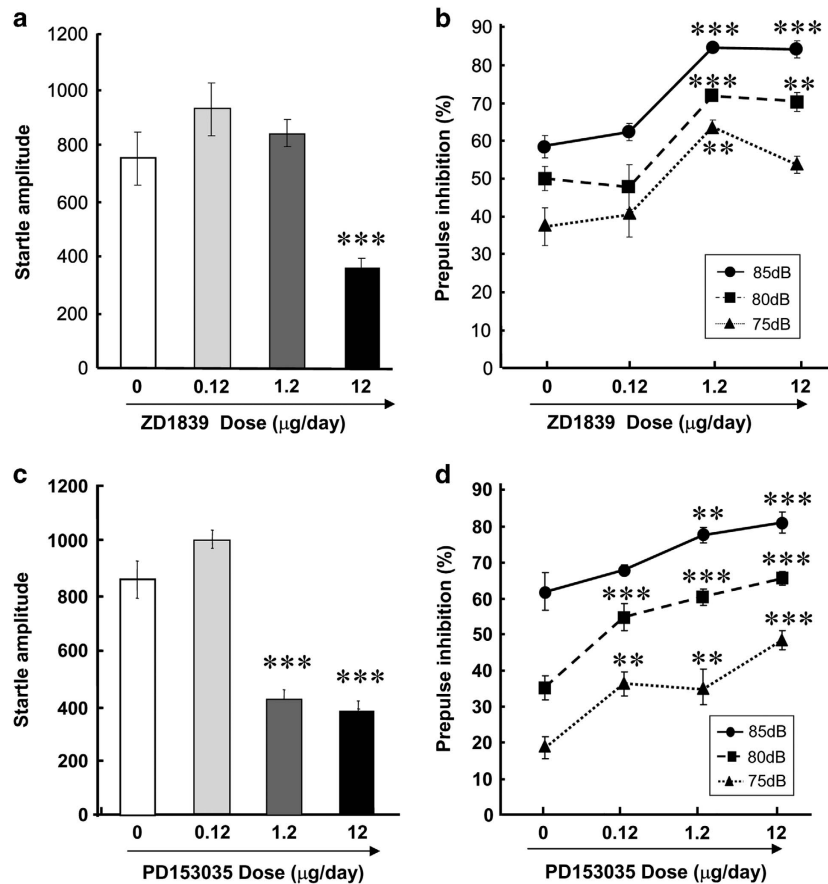 a
1200
1000
800
600
400
200
0
Startle amplitude
***
0 0.12 1.2 12
ZD1839 Dose (μg/day)
b
90
80
70
60
50
40
30
20
10
0
Prepulse inhibition (%)
*** ***
*** **
**
85dB
80dB
75dB
0 0.12 1.2 12
ZD1839 Dose (μg/day)
c
1200
1000
800
600
400
200
0
Startle amplitude
*** ***
0 0.12 1.2 12
PD153035 Dose (μg/day)
d
90
80
70
60
50
40
30
20
10
0
Prepulse inhibition (%)
** ***
*** *** ***
** ** ***
85dB
80dB
75dB
0 0.12 1.2 12
PD153035 Dose (μg/day)